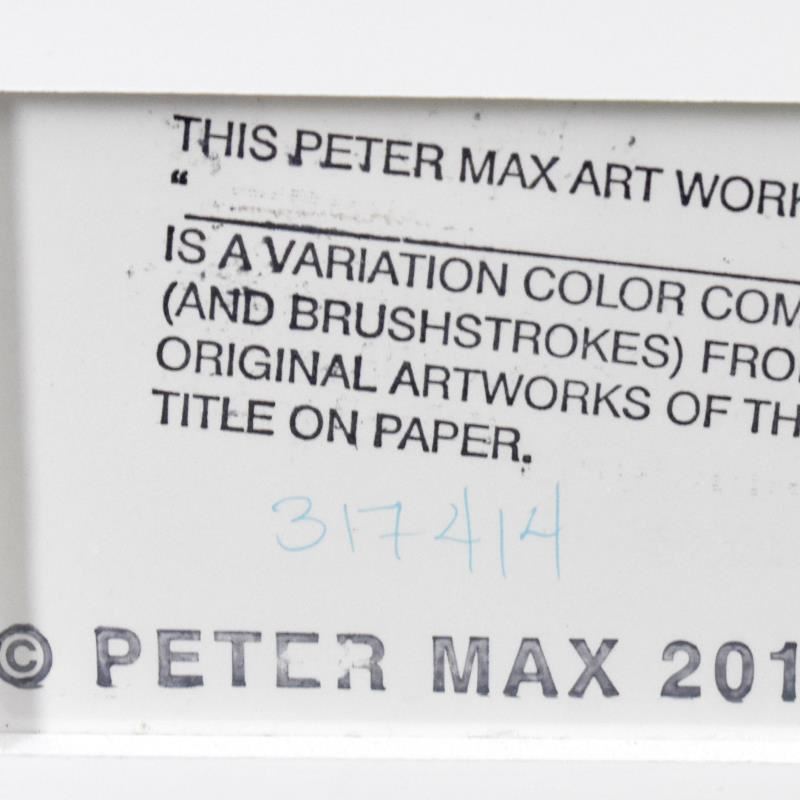 THIS PETER MAX ART WORK
“
IS A VARIATION COLOR COM
(AND BRUSHSTROKES) FRO
ORIGINAL ARTWORKS OF TH
TITLE ON PAPER.
317414
© PETER MAX 201